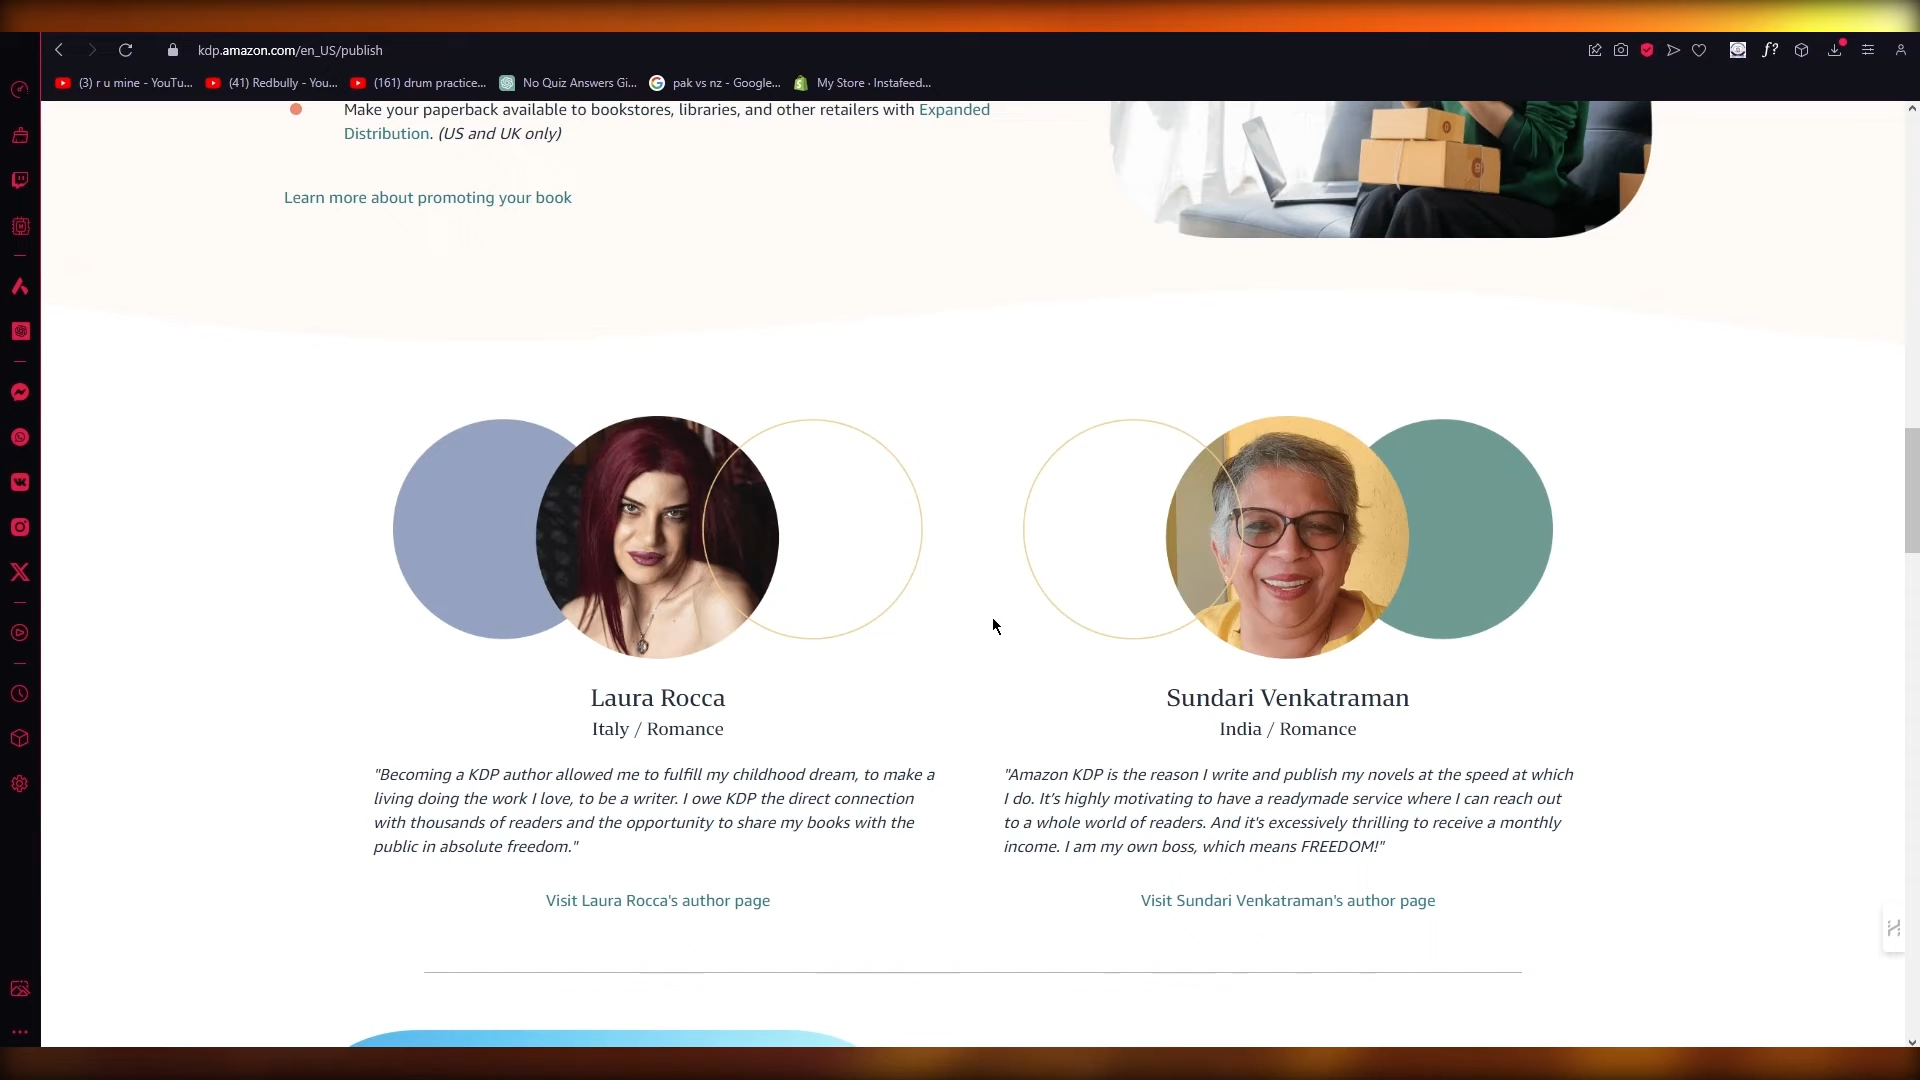 kdp.amazon.com/en_US/publish
(3) r u mine - YouTu...
(41) Redbully - You...
(161) drum practice...
No Quiz Answers Gi...
pak vs nz - Google...
My Store · Instafeed...
Make your paperback available to bookstores, libraries, and other retailers with Expanded
Distribution. (US and UK only)
Learn more about promoting your book
Laura Rocca
Italy / Romance
"Becoming a KDP author allowed me to fulfill my childhood dream, to make a
living doing the work I love, to be a writer. I owe KDP the direct connection
with thousands of readers and the opportunity to share my books with the
public in absolute freedom."
Visit Laura Rocca's author page
Sundari Venkatraman
India / Romance
"Amazon KDP is the reason I write and publish my novels at the speed at which
I do. It's highly motivating to have a readymade service where I can reach out
to a whole world of readers. And it's excessively thrilling to receive a monthly
income. I am my own boss, which means FREEDOM!"
Visit Sundari Venkatraman's author page